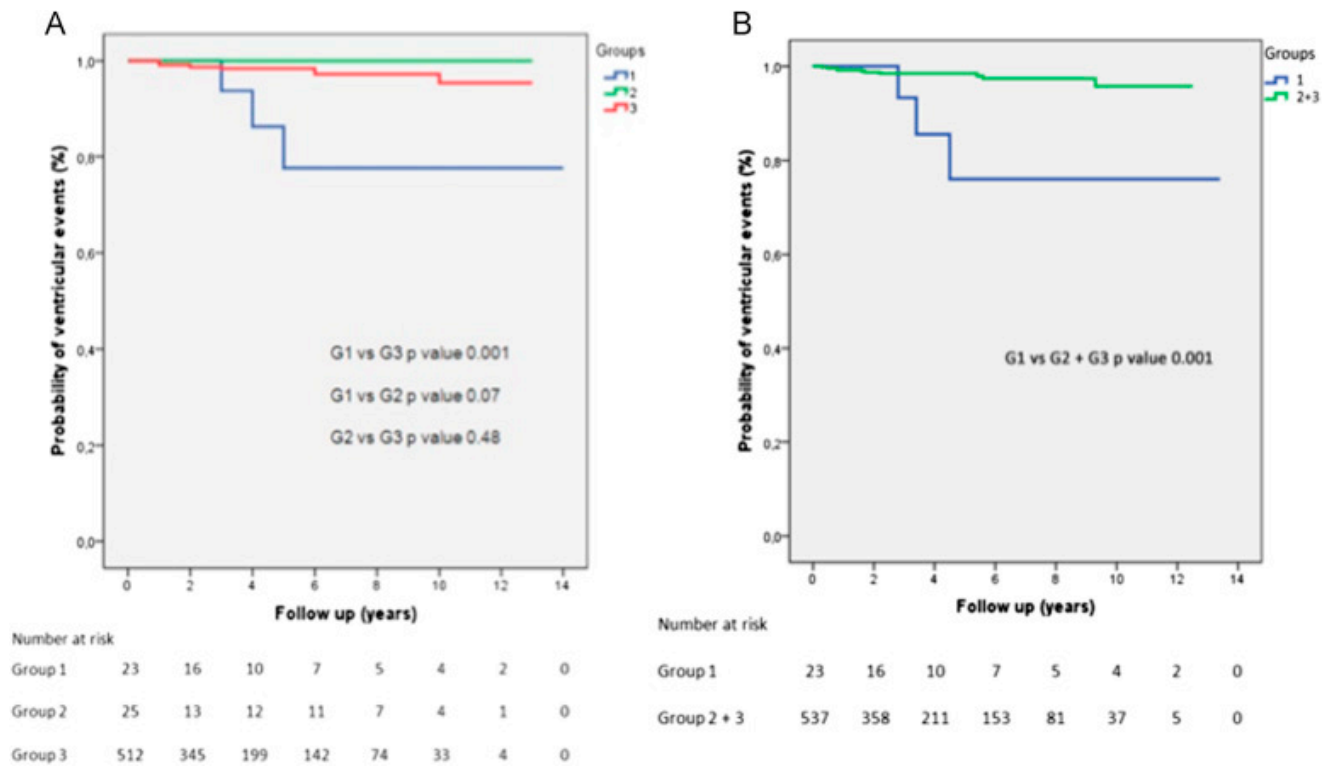 A
Groups
1
2
3
1,0
0,8
0,6
0,4
0,2
0,0
Probability of ventricular events (%)
G1 vs G3 p value 0.001
G1 vs G2 p value 0.07
G2 vs G3 p value 0.48
0 2 4 6 8 10 12 14
Follow up (years)
Number at risk
Group 1 23 16 10 7 5 4 2 0
Group 2 25 13 12 11 7 4 1 0
Group 3 512 345 199 142 74 33 4 0
B
Groups
1
2+3
1,0
0,8
0,6
0,4
0,2
0,0
Probability of ventricular events (%)
G1 vs G2 + G3 p value 0.001
0 2 4 6 8 10 12 14
Follow up (years)
Number at risk
Group 1 23 16 10 7 5 4 2 0
Group 2 + 3 537 358 211 153 81 37 5 0